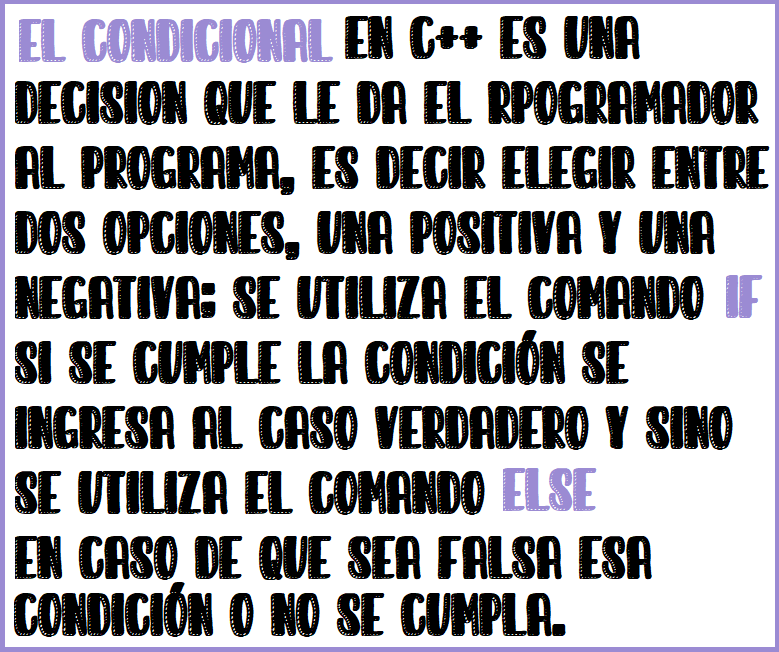 EL CONDICIONAL EN C++ ES UNA
DECISION QUE LE DA EL RPOGRAMADOR
AL PROGRAMA, ES DECIR ELEGIR ENTRE
DOS OPCIONES, UNA POSITIVA Y UNA
NEGATIVA: SE UTILIZA EL COMANDO IF
SI SE CUMPLE LA CONDICIÓN SE
INGRESA AL CASO VERDADERO Y SINO
SE UTILIZA EL COMANDO ELSE
EN CASO DE QUE SEA FALSA ESA
CONDICIÓN O NO SE CUMPLA.